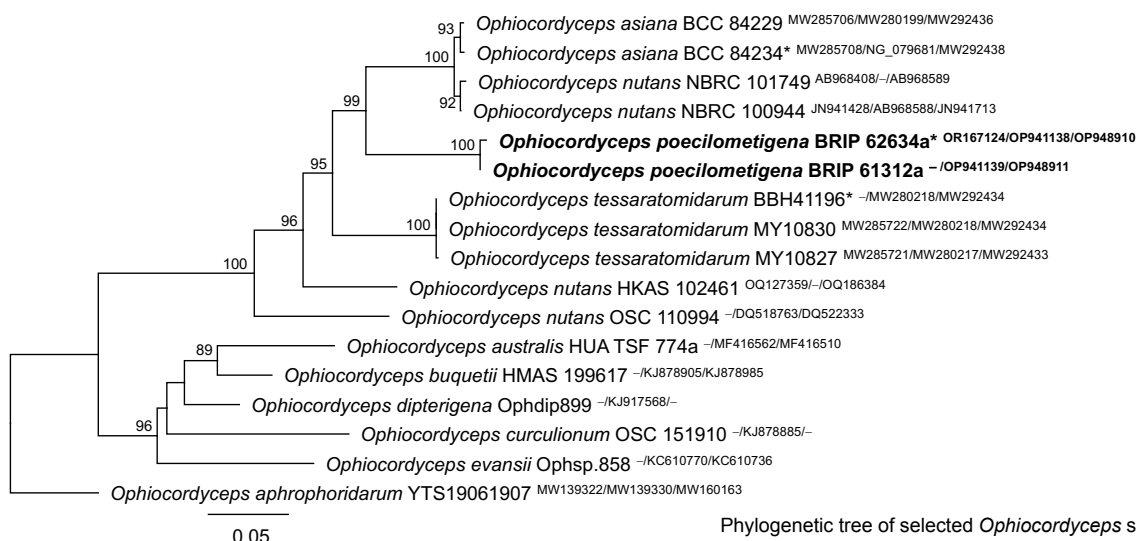 93
Ophiocordyceps asiana BCC 84229 MW285706/MW280199/MW292436
Ophiocordyceps asiana BCC 84234* MW285708/NG_079681/MW292438
100
Ophiocordyceps nutans NBRC 101749 AB968408/–/AB968589
99
92
Ophiocordyceps nutans NBRC 100944 JN941428/AB968588/JN941713
100
Ophiocordyceps poecilometigena BRIP 62634a* OR167124/OP941138/OP948910
95
Ophiocordyceps poecilometigena BRIP 61312a –/OP941139/OP948911
Ophiocordyceps tessaratomidarum BBH41196* –/MW280218/MW292434
96
100
Ophiocordyceps tessaratomidarum MY10830 MW285722/MW280218/MW292434
Ophiocordyceps tessaratomidarum MY10827 MW285721/MW280217/MW292433
100
Ophiocordyceps nutans HKAS 102461 OQ127359/–/OQ186384
Ophiocordyceps nutans OSC 110994 –/DQ518763/DQ522333
89
Ophiocordyceps australis HUA TSF 774a –/MF416562/MF416510
Ophiocordyceps buquetii HMAS 199617 –/KJ878905/KJ878985
Ophiocordyceps dipterigena Ophdip899 –/KJ917568/–
96
Ophiocordyceps curculionum OSC 151910 –/KJ878885/–
Ophiocordyceps evansii Ophsp.858 –/KC610770/KC610736
Ophiocordyceps aphrophoridarum YTS19061907 MW139322/MW139330/MW160163
0.05
Phylogenetic tree of selected Ophiocordyceps s